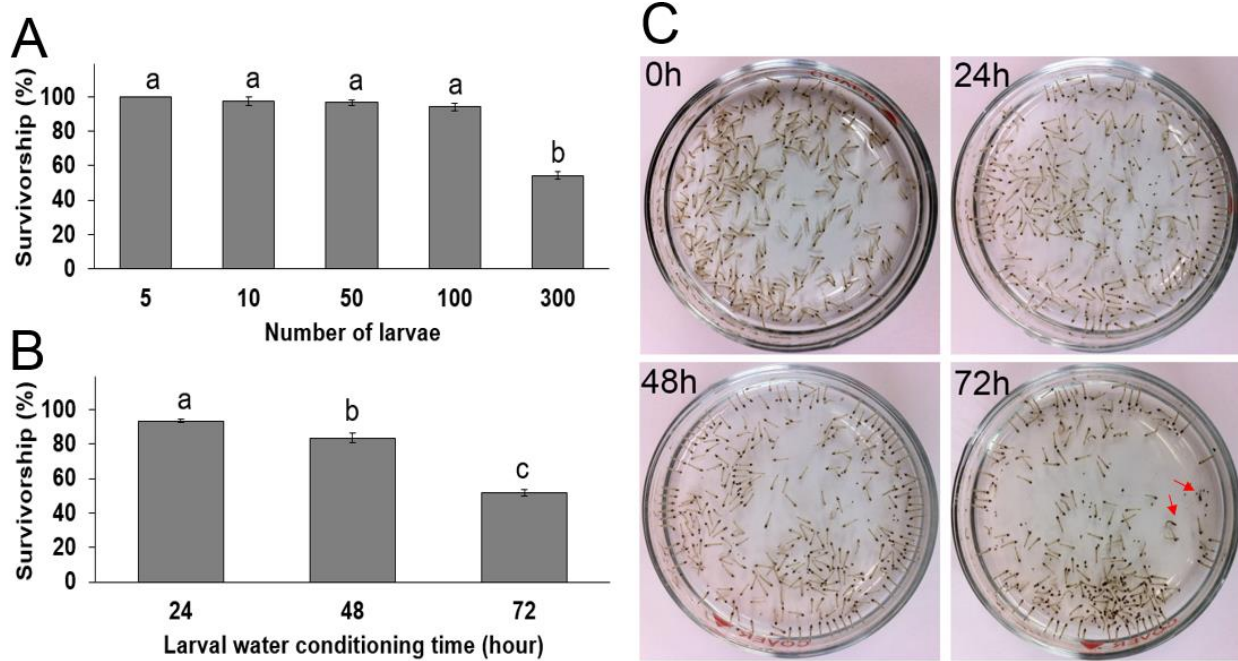 A
Survivorship (%)
100
80
60
40
20
0
a
a
a
a
b
5 10 50 100 300
Number of larvae
B
Survivorship (%)
100
80
60
40
20
0
a
b
c
24 48 72
Larval water conditioning time (hour)
C
0h
24h
48h
72h